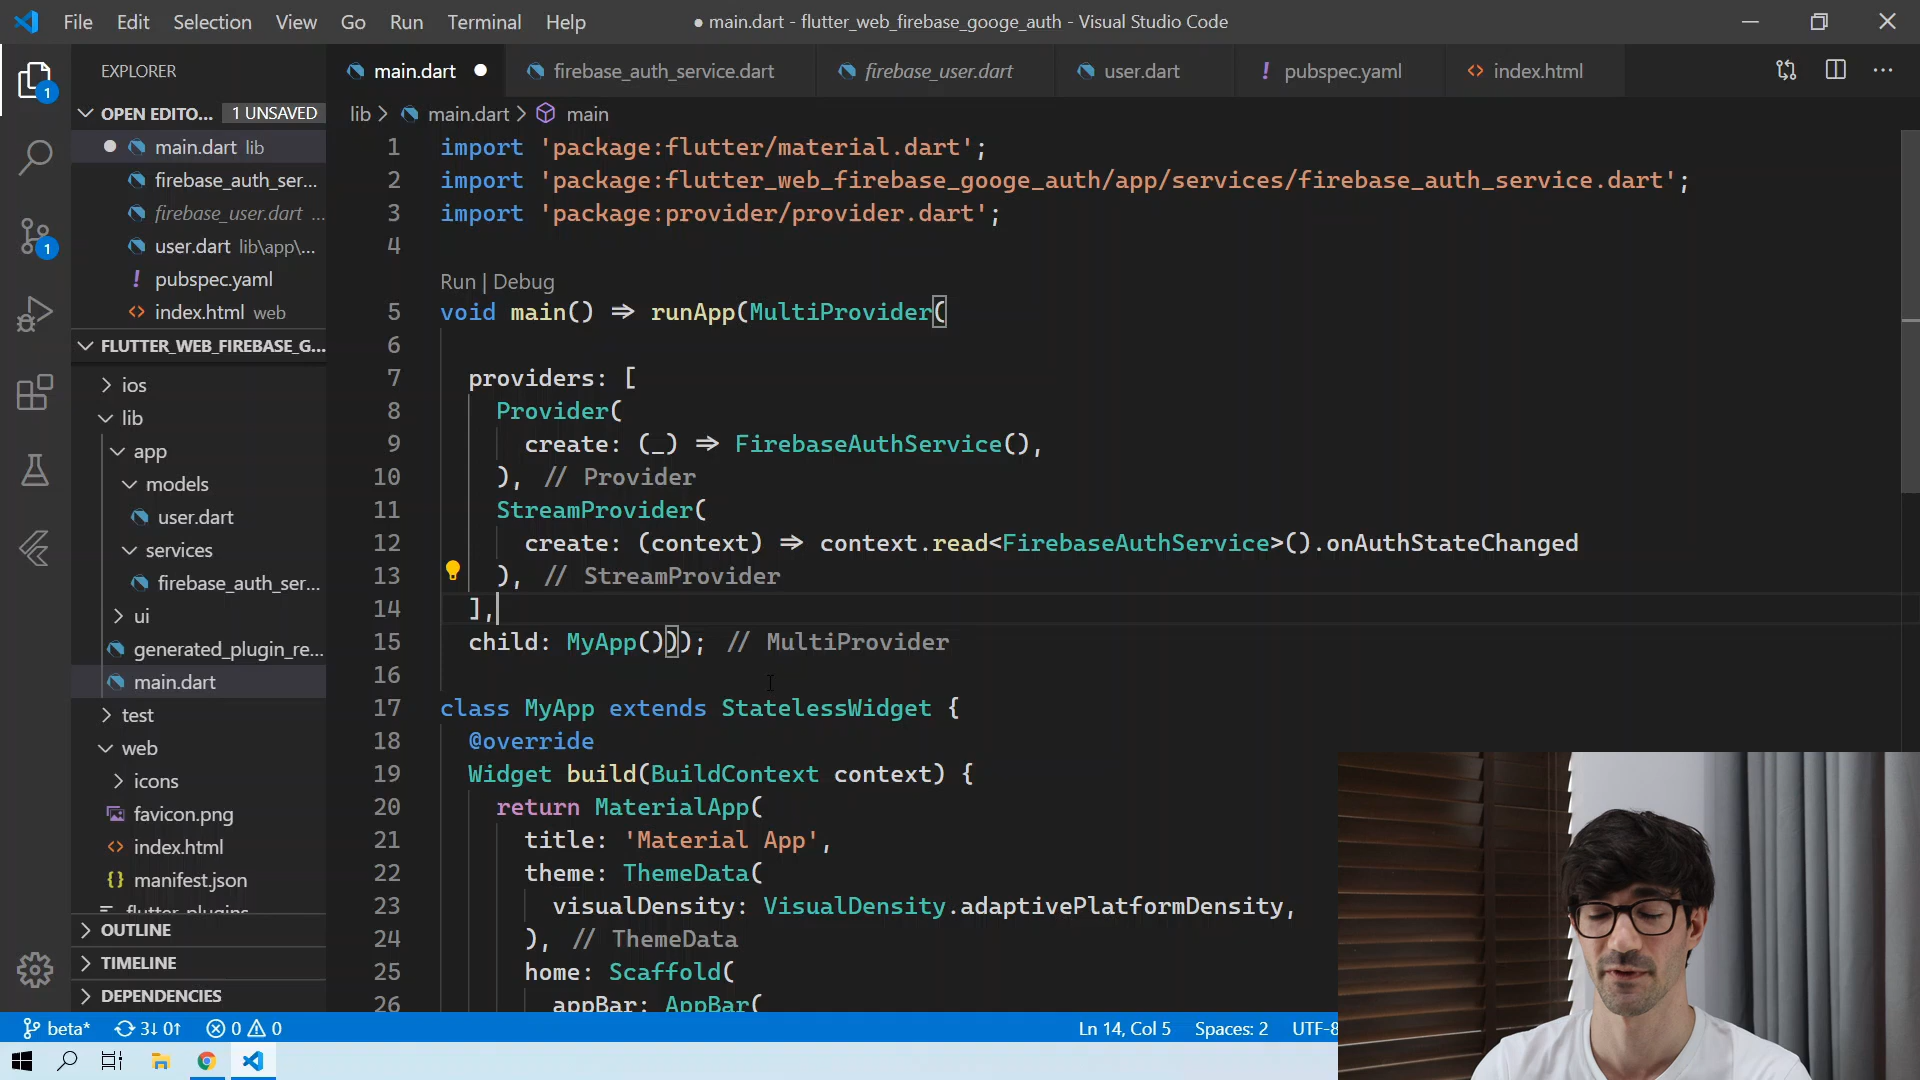 File Edit Selection View Go Run Terminal Help
● main.dart - flutter_web_firebase_googe_auth - Visual Studio Code
EXPLORER
OPEN EDITO... 1 UNSAVED
main.dart lib
firebase_auth_ser...
firebase_user.dart ...
user.dart lib\app\...
pubspec.yaml
index.html web
FLUTTER_WEB_FIREBASE_G...
ios
lib
app
models
user.dart
services
firebase_auth_ser...
ui
generated_plugin_re...
main.dart
test
web
icons
favicon.png
index.html
manifest.json
OUTLINE
TIMELINE
DEPENDENCIES
main.dart firebase_auth_service.dart firebase_user.dart user.dart pubspec.yaml index.html
lib > main.dart > main
1 import 'package:flutter/material.dart';
2 import 'package:flutter_web_firebase_googe_auth/app/services/firebase_auth_service.dart';
3 import 'package:provider/provider.dart';
4
Run | Debug
5 void main() => runApp(MultiProvider(
6
7 providers: [
8 Provider(
9 create: (_) => FirebaseAuthService(),
10 ), // Provider
11 StreamProvider(
12 create: (context) => context.read<FirebaseAuthService>().onAuthStateChanged
13 ), // StreamProvider
14 ],
15 child: MyApp())); // MultiProvider
16
17 class MyApp extends StatelessWidget {
18 @override
19 Widget build(BuildContext context) {
20 return MaterialApp(
21 title: 'Material App',
22 theme: ThemeData(
23 visualDensity: VisualDensity.adaptivePlatformDensity,
24 ), // ThemeData
25 home: Scaffold(
26 appBar: AppBar(
beta* 3↓ 0↑ 0 0 Ln 14, Col 5 Spaces: 2 UTF-8